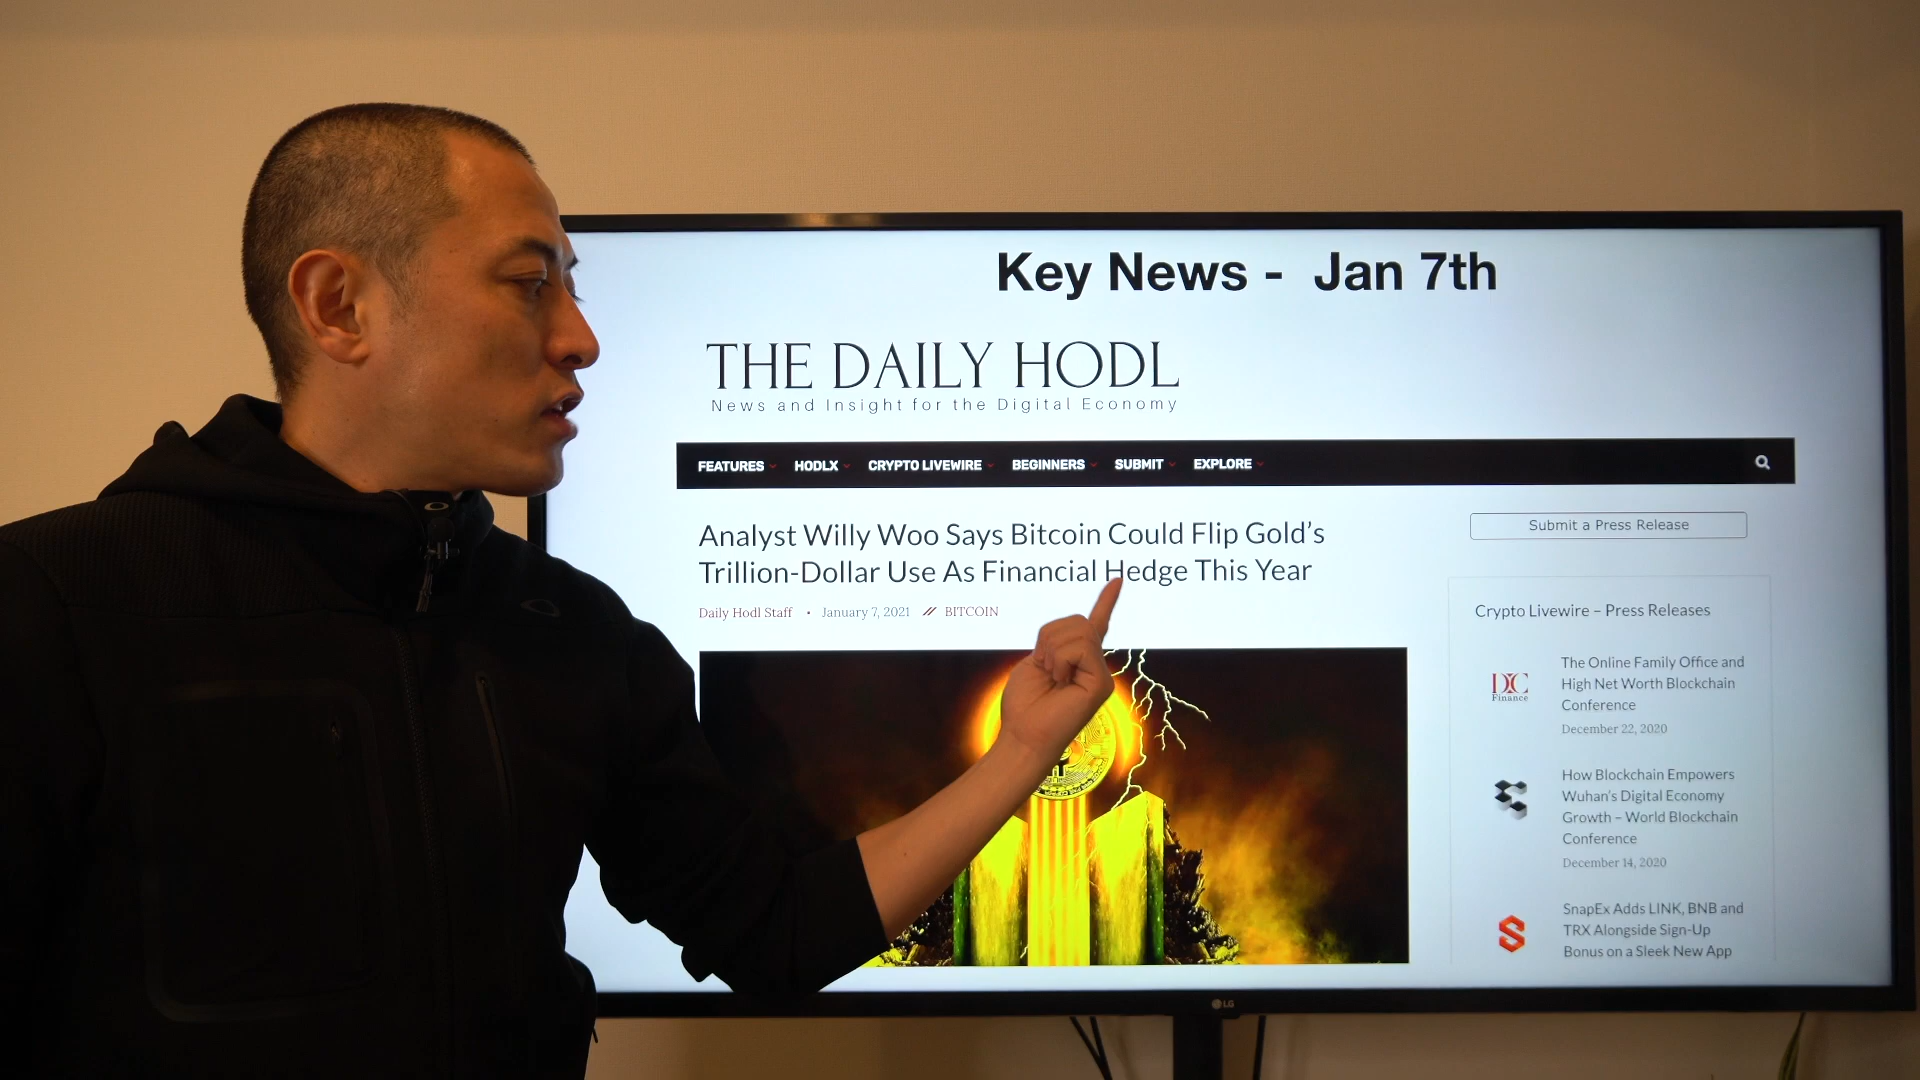 Key News - Jan 7th
THE DAILY HODL
News and Insight for the Digital Economy
FEATURES HODLX CRYPTO LIVEWIRE BEGINNERS SUBMIT EXPLORE
Analyst Willy Woo Says Bitcoin Could Flip Gold's
Trillion-Dollar Use As Financial Hedge This Year
Daily Hodl Staff • January 7, 2021 // BITCOIN
Submit a Press Release
Crypto Livewire – Press Releases
DC
Finance
The Online Family Office and
High Net Worth Blockchain
Conference
December 22, 2020
How Blockchain Empowers
Wuhan's Digital Economy
Growth – World Blockchain
Conference
December 14, 2020
SnapEx Adds LINK, BNB and
TRX Alongside Sign-Up
Bonus on a Sleek New App
LG